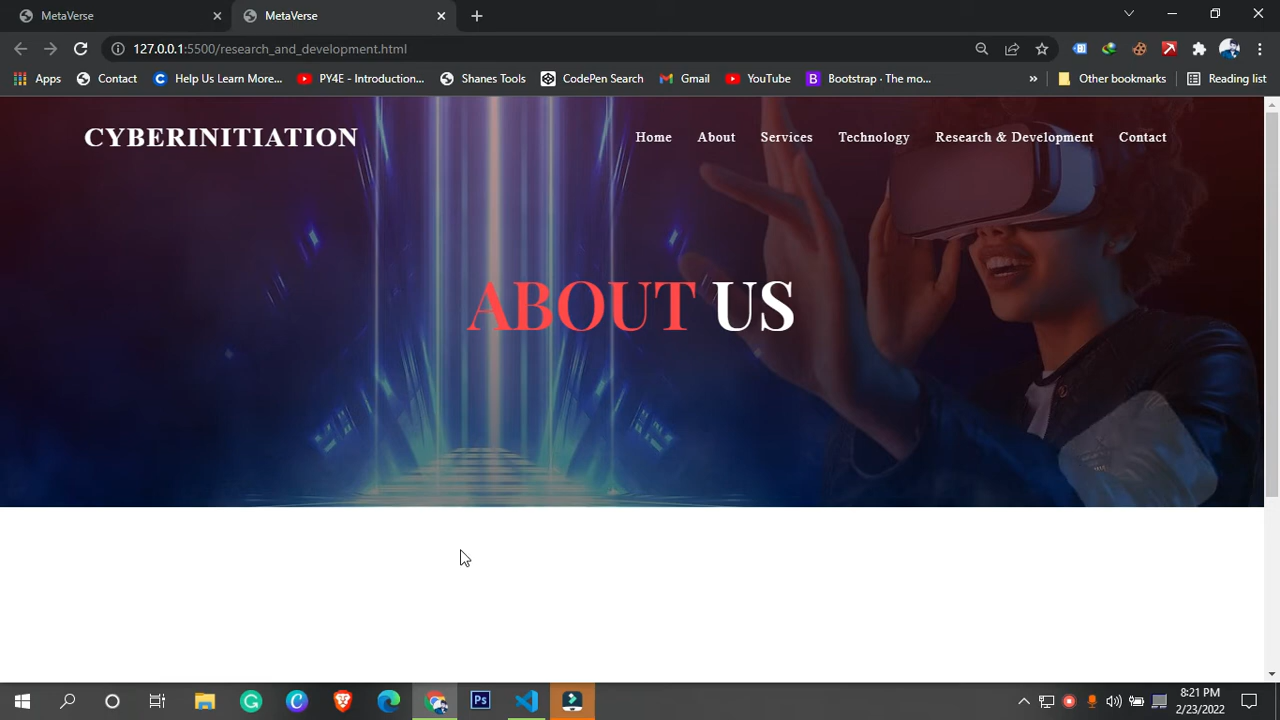 MetaVerse
MetaVerse
127.0.0.1:5500/research_and_development.html
Apps
Contact
Help Us Learn More...
PY4E - Introduction...
Shanes Tools
CodePen Search
Gmail
YouTube
Bootstrap · The mo...
»
Other bookmarks
Reading list
CYBERINITIATION
Home
About
Services
Technology
Research & Development
Contact
ABOUT US
Ps
8:21 PM
2/23/2022